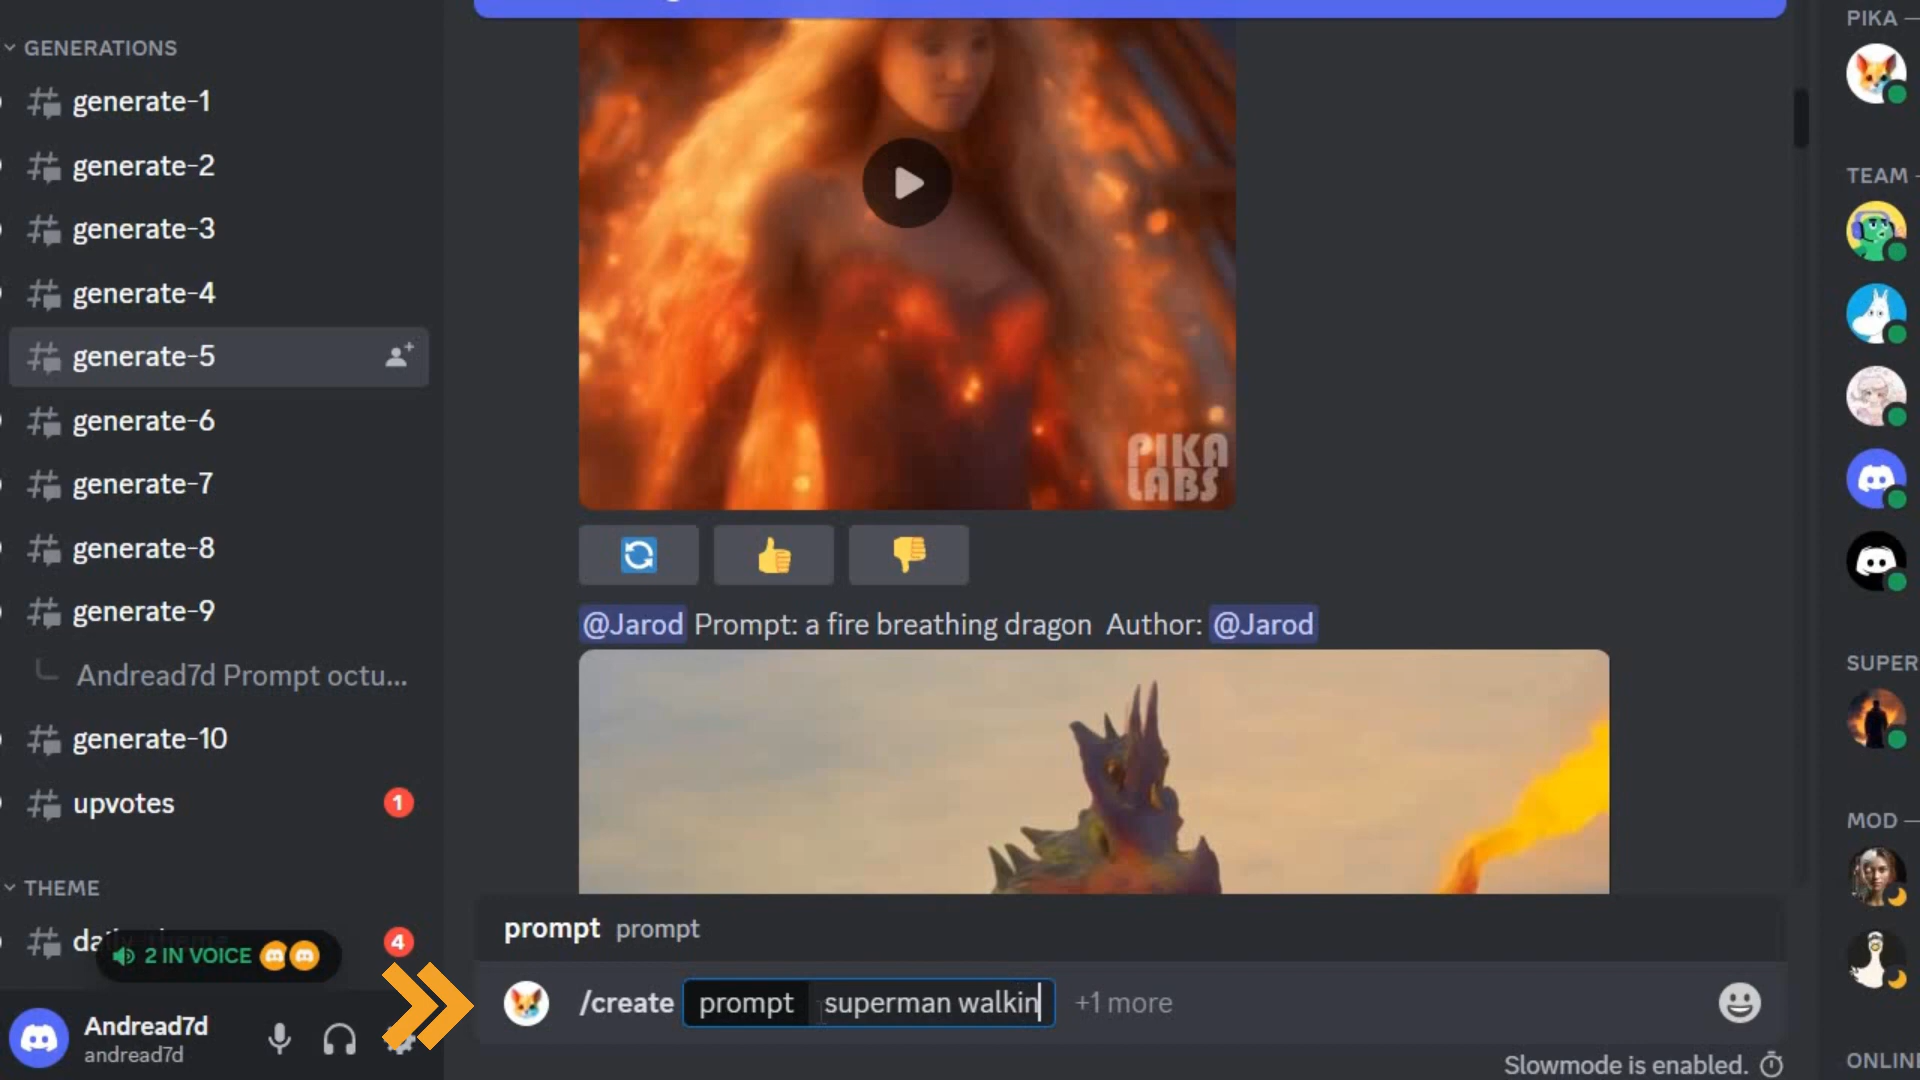 GENERATIONS
generate-1
generate-2
generate-3
generate-4
generate-5
generate-6
generate-7
generate-8
generate-9
Andread7d Prompt octu...
generate-10
upvotes
1
THEME
4
2 IN VOICE
Andread7d
andread7d
PIKA
LABS
@Jarod Prompt: a fire breathing dragon Author: @Jarod
prompt prompt
/create prompt superman walkin +1 more
Slowmode is enabled.
PIKA —
TEAM -
SUPER
MOD —
ONLIN